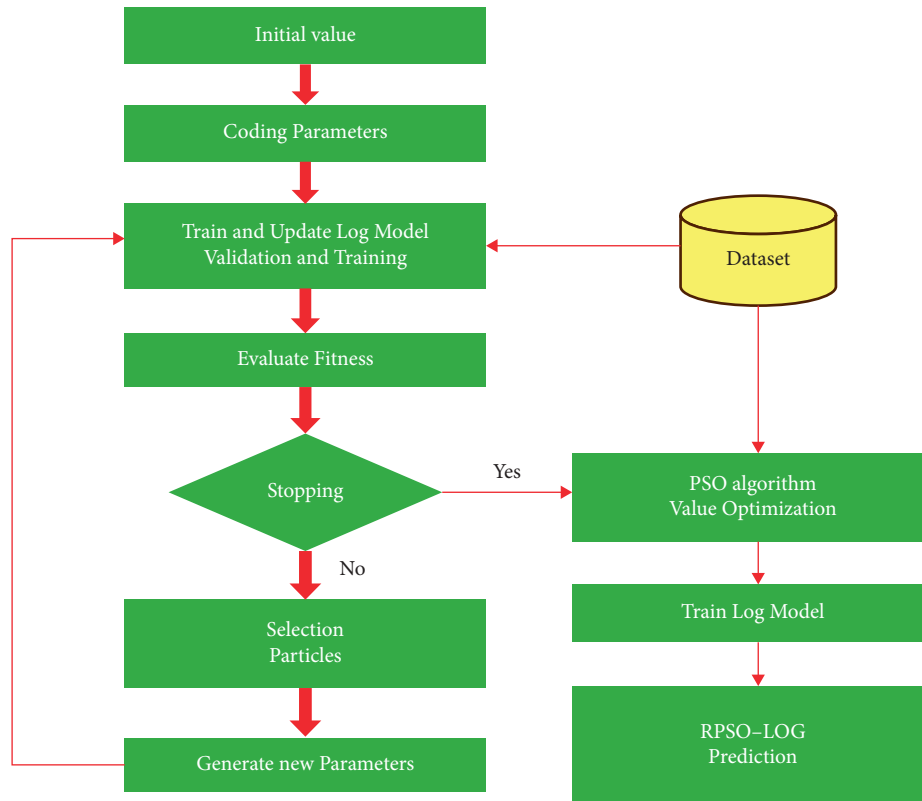 Initial value
Coding Parameters
Train and Update Log Model
Validation and Training
Dataset
Evaluate Fitness
Stopping
Yes
No
PSO algorithm
Value Optimization
Selection
Particles
Train Log Model
Generate new Parameters
RPSO–LOG
Prediction